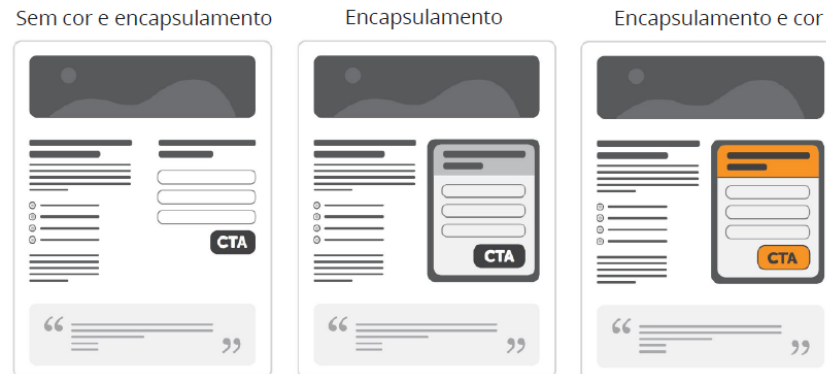 Sem cor e encapsulamento
Encapsulamento
Encapsulamento e cor
CTA
CTA
CTA
“
”
“
”
“
”